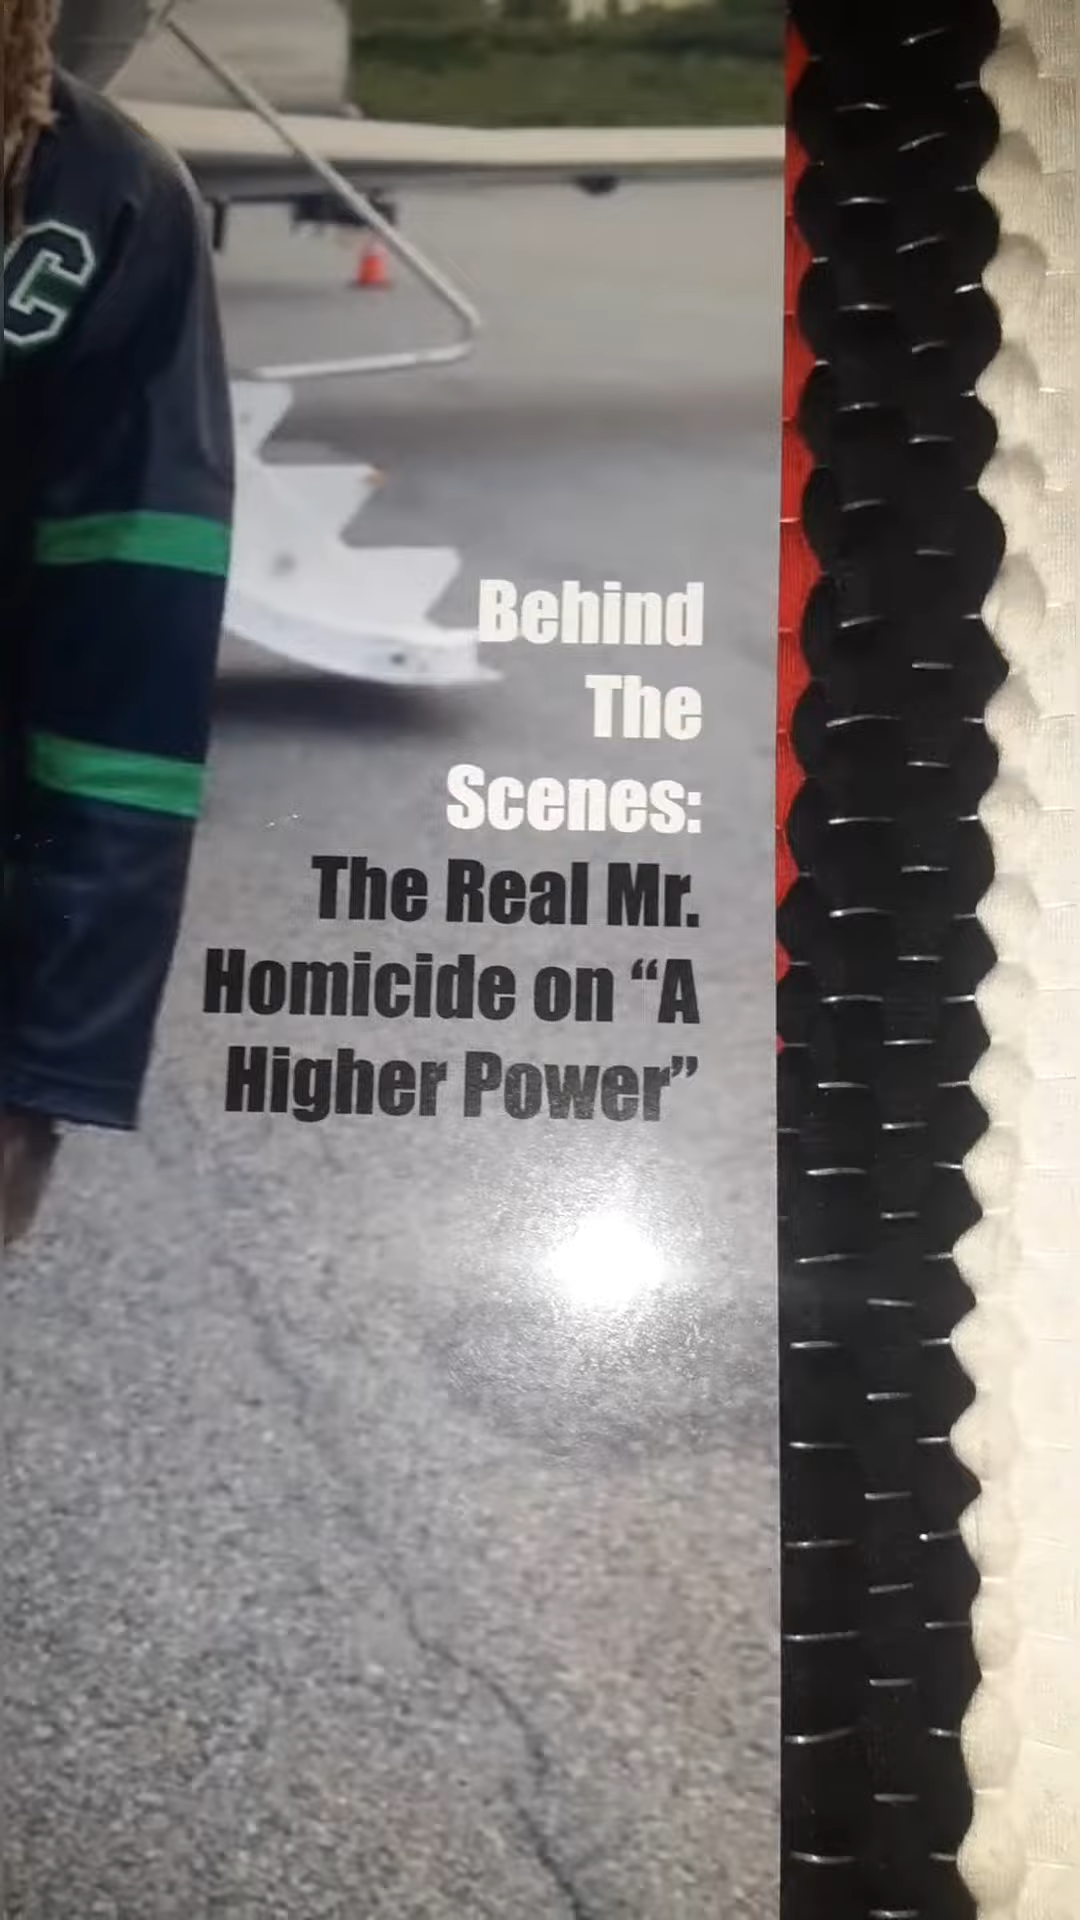 C
Behind
The
Scenes:
The Real Mr.
Homicide on “A
Higher Power”